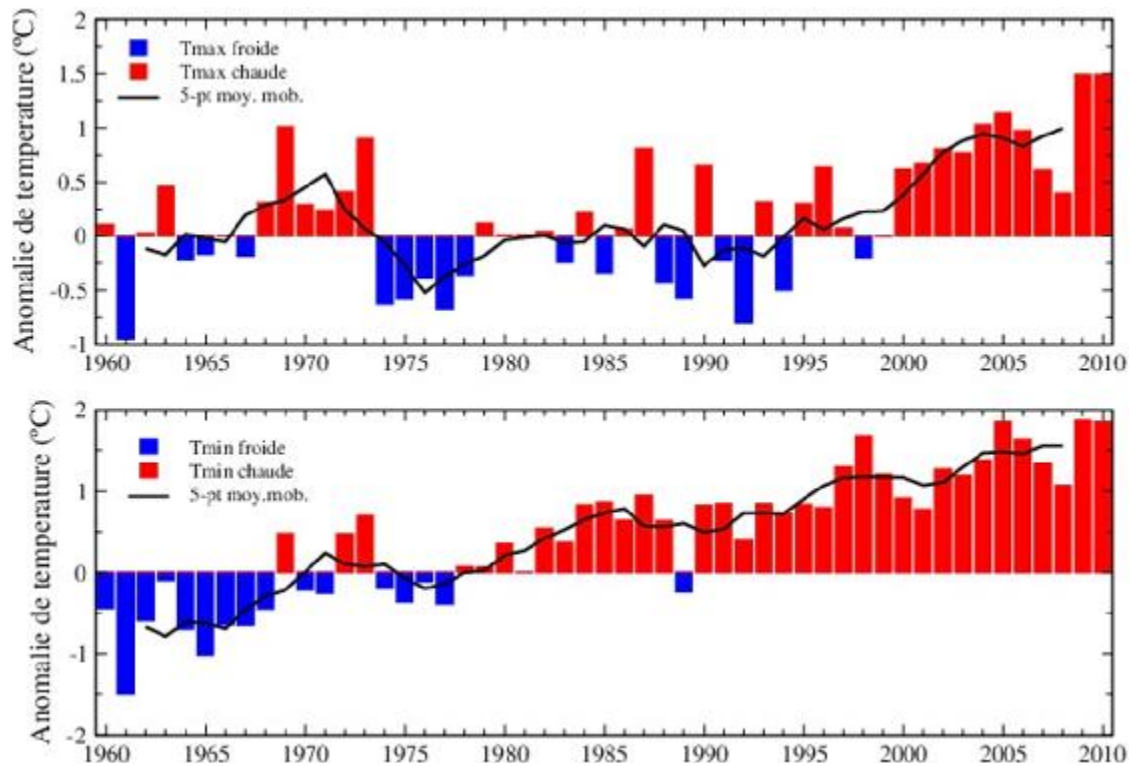 Anomalie de temperature (°C)
2
1.5
1
0.5
0
-0.5
-1
Tmax froide
Tmax chaude
5-pt moy. mob.
1960 1965 1970 1975 1980 1985 1990 1995 2000 2005 2010
Anomalie de temperature (°C)
2
1
0
-1
-2
Tmin froide
Tmin chaude
5-pt moy.mob.
1960 1965 1970 1975 1980 1985 1990 1995 2000 2005 2010